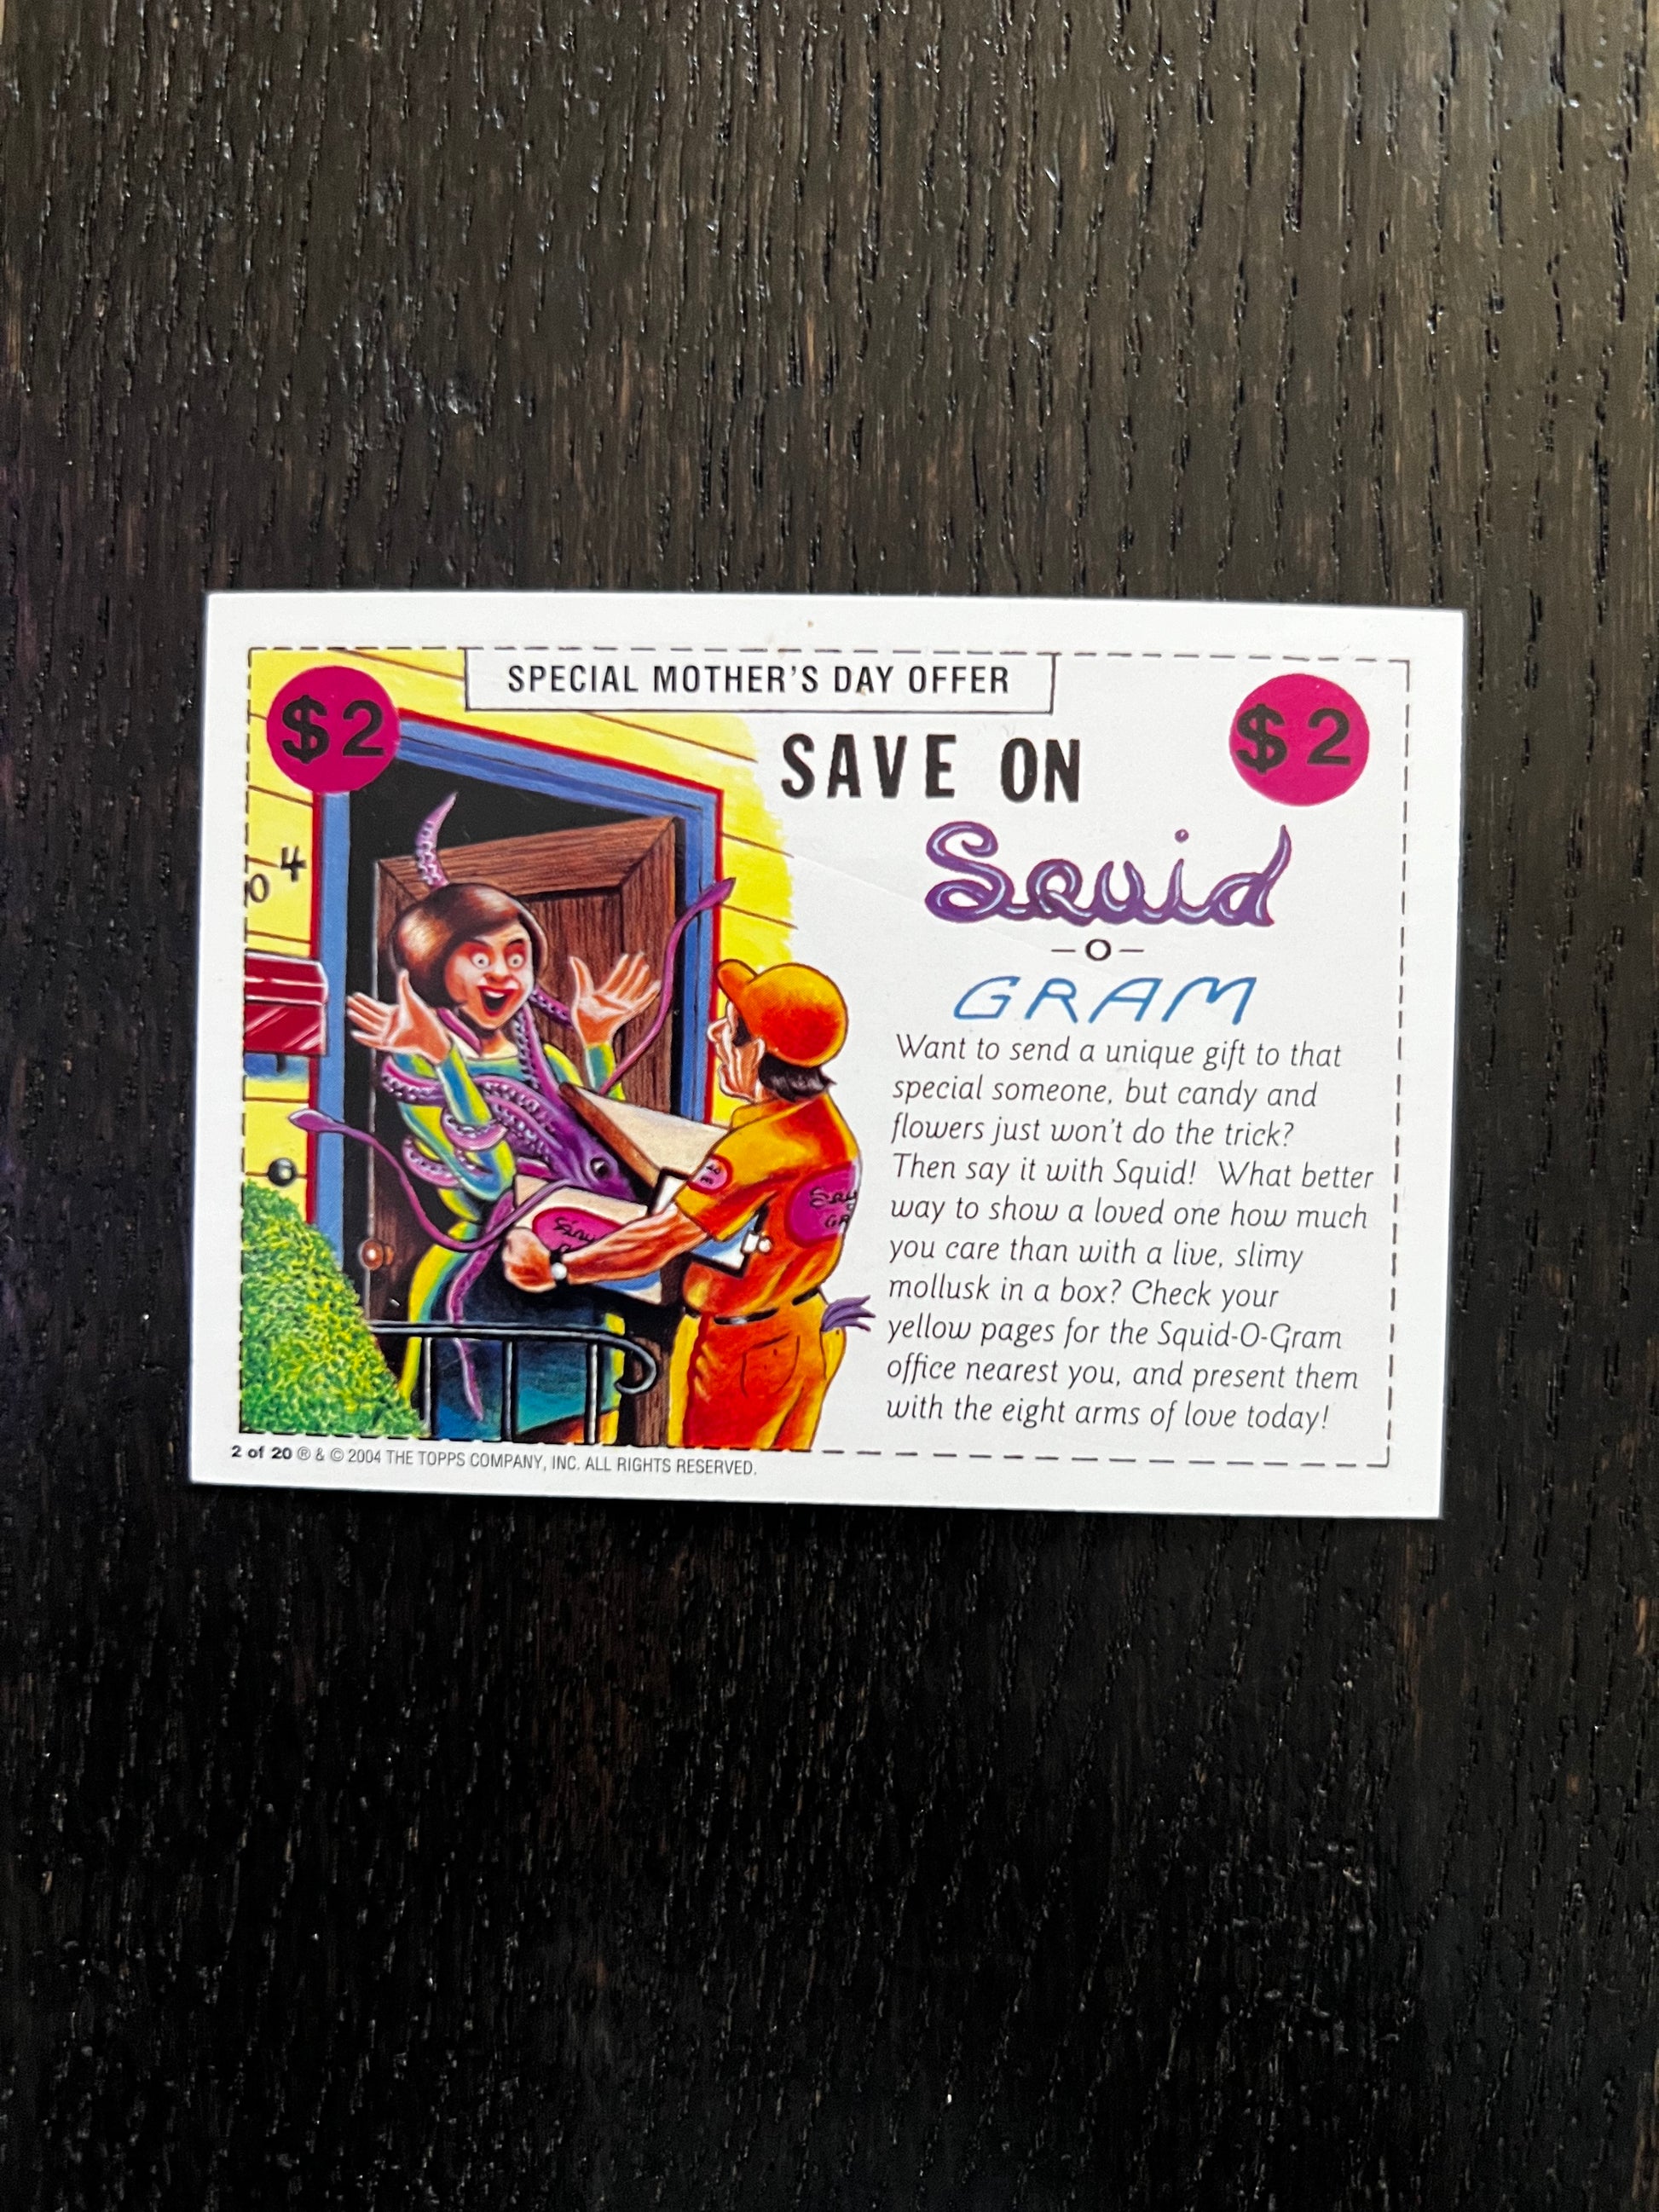 SPECIAL MOTHER'S DAY OFFER
$2
$2
SAVE ON
Squid
-O-
GRAM
04
Want to send a unique gift to that
special someone, but candy and
flowers just won't do the trick?
Then say it with Squid! What better
way to show a loved one how much
you care than with a live, slimy
mollusk in a box? Check your
yellow pages for the Squid-O-Gram
office nearest you, and present them
with the eight arms of love today!
2 of 20 ® & © 2004 THE TOPPS COMPANY, INC. ALL RIGHTS RESERVED.